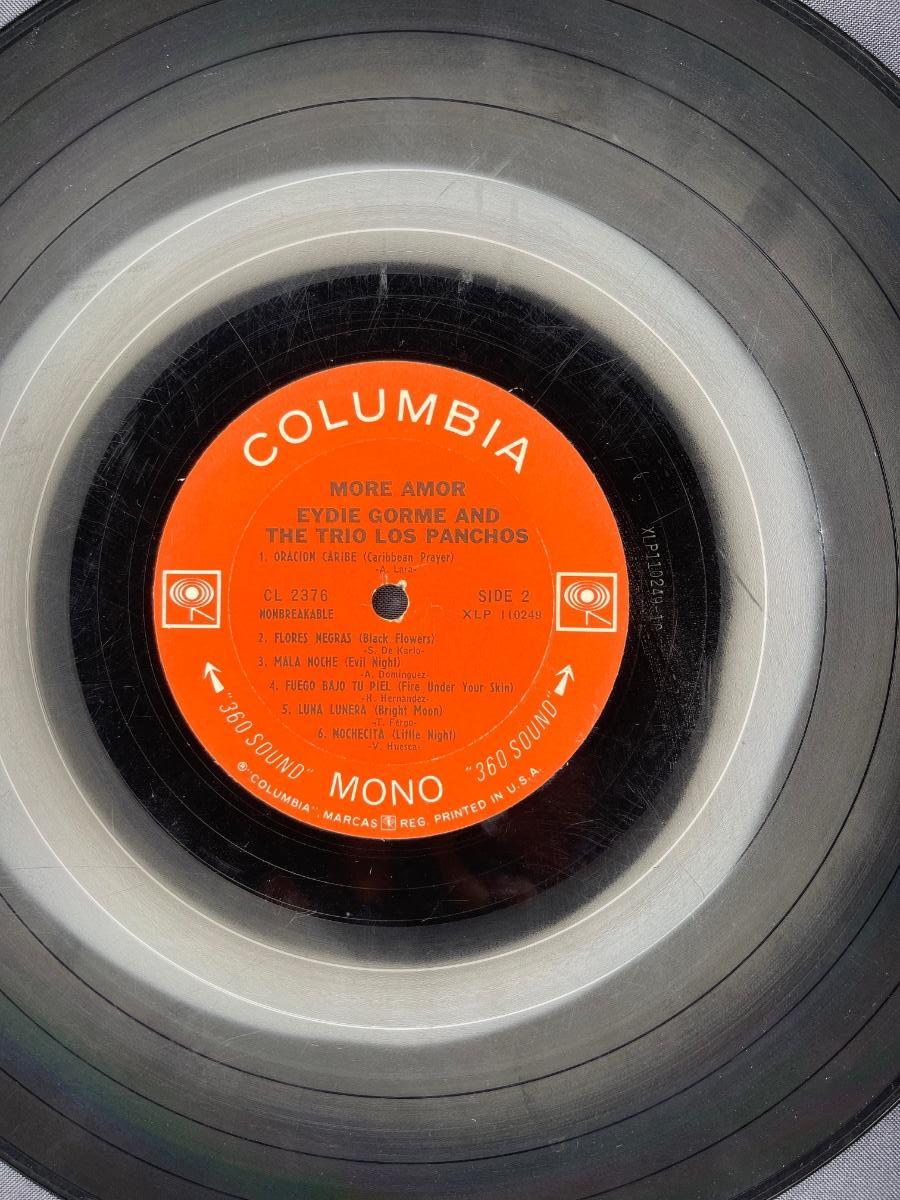 COLUMBIA
MORE AMOR
EYDIE GORME AND
THE TRIO LOS PANCHOS
1. ORACION CARIBE (Caribbean Prayer)
-A. Lara-
CL 2376
SIDE 2
NONBREAKABLE
XLP 110249
2. FLORES NEGRAS (Black Flowers)
-S. De Karlo-
3. MALA NOCHE (Evil Night)
-A. Dominguez-
4. FUEGO BAJO TU PIEL (Fire Under Your Skin)
-H. Hernandez-
5. LUNA LUNERA (Bright Moon)
-T. Fergo-
6. NOCHECITA (Little Night)
-V. Huesca-
"360 SOUND"
MONO
"360 SOUND"
® "COLUMBIA", MARCAS REG. PRINTED IN U.S.A.
XLP110249